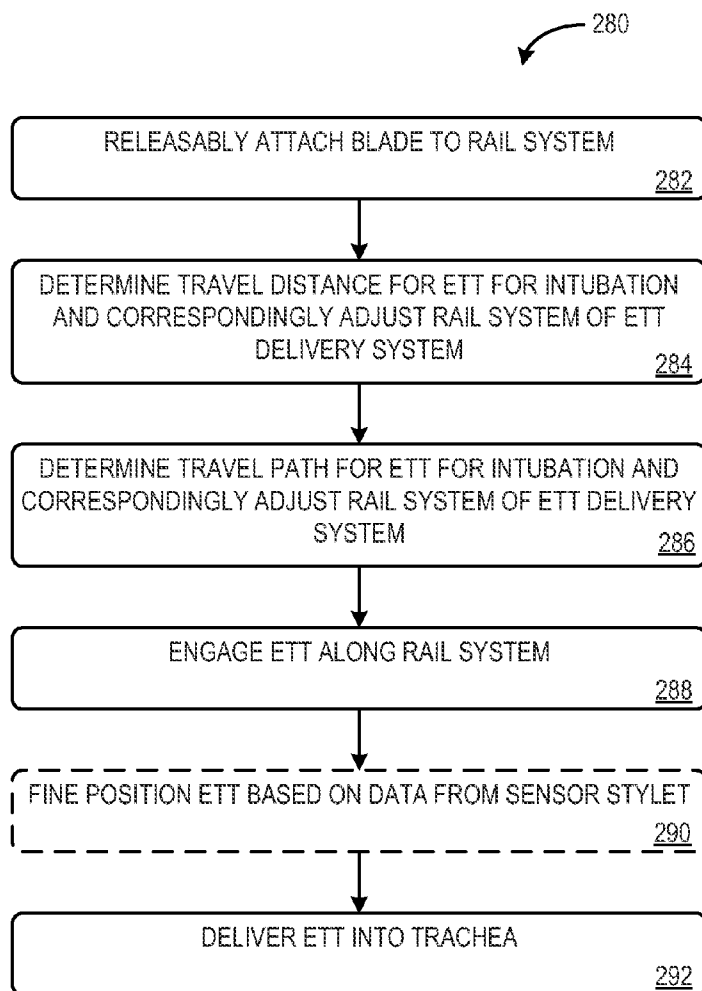 280
RELEASABLY ATTACH BLADE TO RAIL SYSTEM
282
DETERMINE TRAVEL DISTANCE FOR ETT FOR INTUBATION
AND CORRESPONDINGLY ADJUST RAIL SYSTEM OF ETT
DELIVERY SYSTEM
284
DETERMINE TRAVEL PATH FOR ETT FOR INTUBATION AND
CORRESPONDINGLY ADJUST RAIL SYSTEM OF ETT DELIVERY
SYSTEM
286
ENGAGE ETT ALONG RAIL SYSTEM
288
FINE POSITION ETT BASED ON DATA FROM SENSOR STYLET
290
DELIVER ETT INTO TRACHEA
292